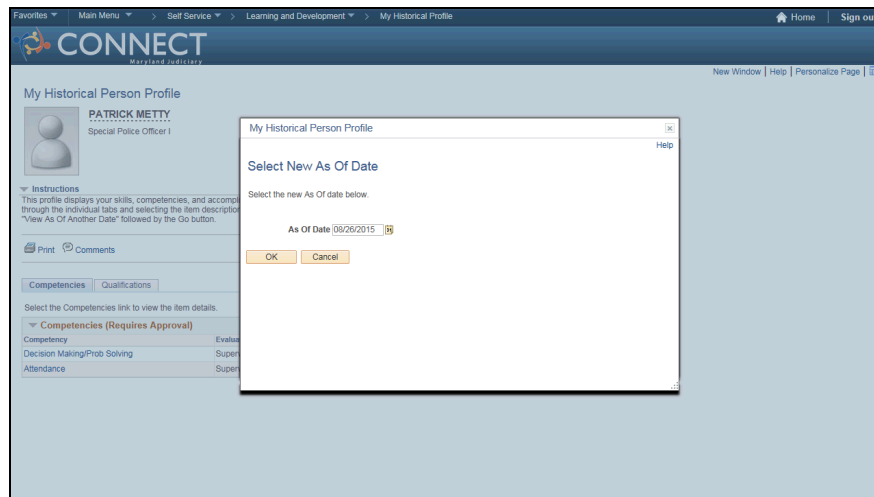 Favorites Main Menu > Self Service > Learning and Development > My Historical Profile Home Sign ou
CONNECT
Maryland Judiciary
New Window | Help | Personalize Page |
My Historical Person Profile
PATRICK METTY
Special Police Officer I
Instructions
This profile displays your skills, competencies, and accompl
through the individual tabs and selecting the item description
"View As Of Another Date" followed by the Go button.
Print Comments
Competencies Qualifications
Select the Competencies link to view the item details.
Competencies (Requires Approval)
Competency Evalua
Decision Making/Prob Solving Super
Attendance Super
My Historical Person Profile
Help
Select New As Of Date
Select the new As Of date below.
As Of Date 08/26/2015
OK Cancel